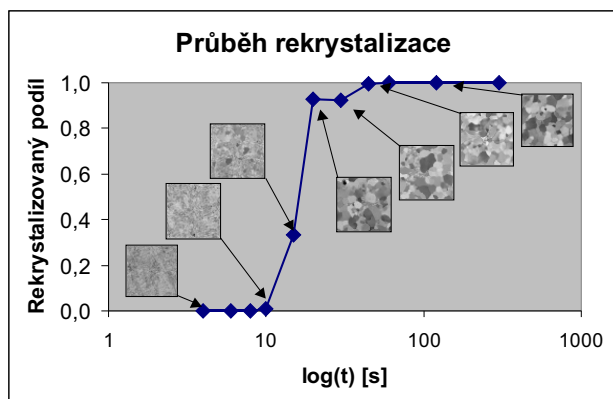 Průběh rekrystalizace
Rekrystalizovaný podíl
1,0
0,8
0,6
0,4
0,2
0,0
1 10 100 1000
log(t) [s]